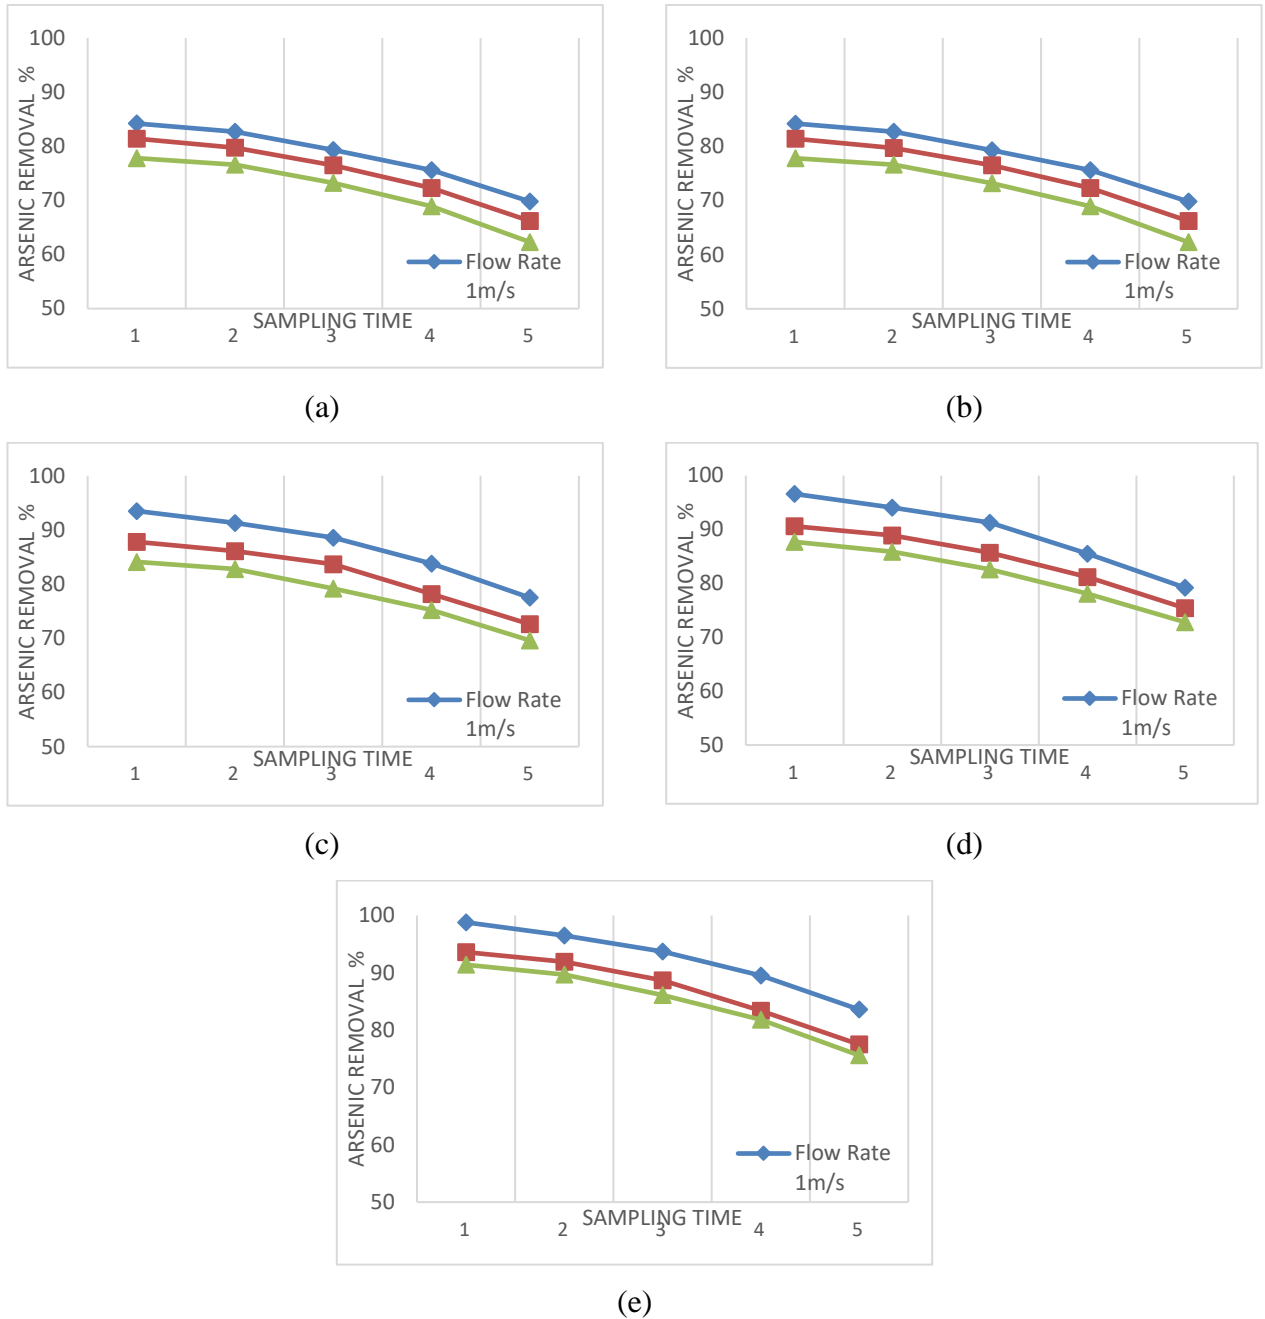 100
90
80
70
60
50
ARSENIC REMOVAL %
Flow Rate
1m/s
SAMPLING TIME
1 2 3 4 5
(a)
100
90
80
70
60
50
ARSENIC REMOVAL %
Flow Rate
1m/s
SAMPLING TIME
1 2 3 4 5
(b)
100
90
80
70
60
50
ARSENIC REMOVAL %
Flow Rate
1m/s
SAMPLING TIME
1 2 3 4 5
(c)
100
90
80
70
60
50
ARSENIC REMOVAL %
Flow Rate
1m/s
SAMPLING TIME
1 2 3 4 5
(d)
100
90
80
70
60
50
ARSENIC REMOVAL %
Flow Rate
1m/s
SAMPLING TIME
1 2 3 4 5
(e)